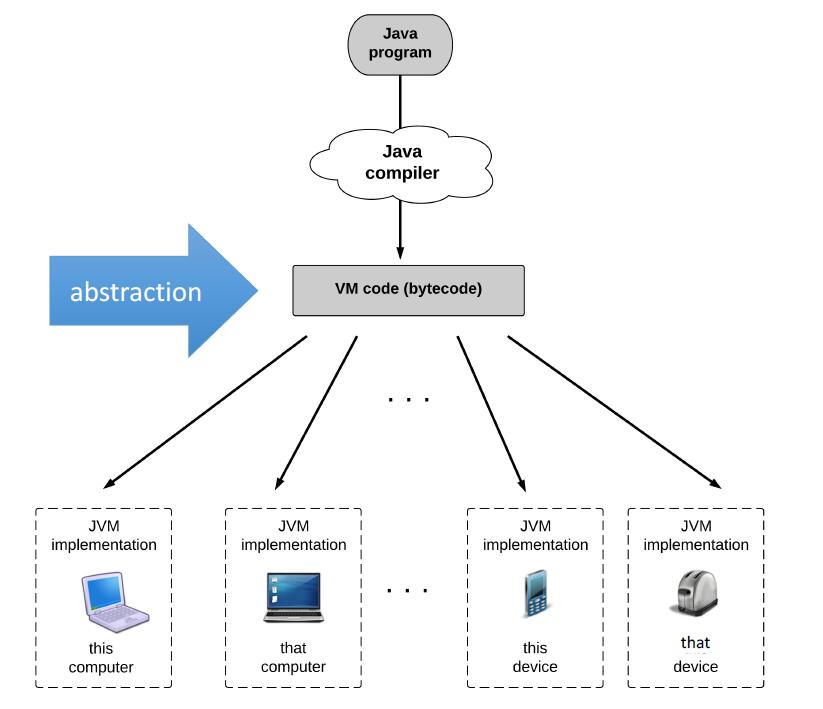 Java
program
Java
compiler
abstraction
VM code (bytecode)
. . .
JVM
implementation
this
computer
JVM
implementation
that
computer
. . .
JVM
implementation
this
device
JVM
implementation
that
device